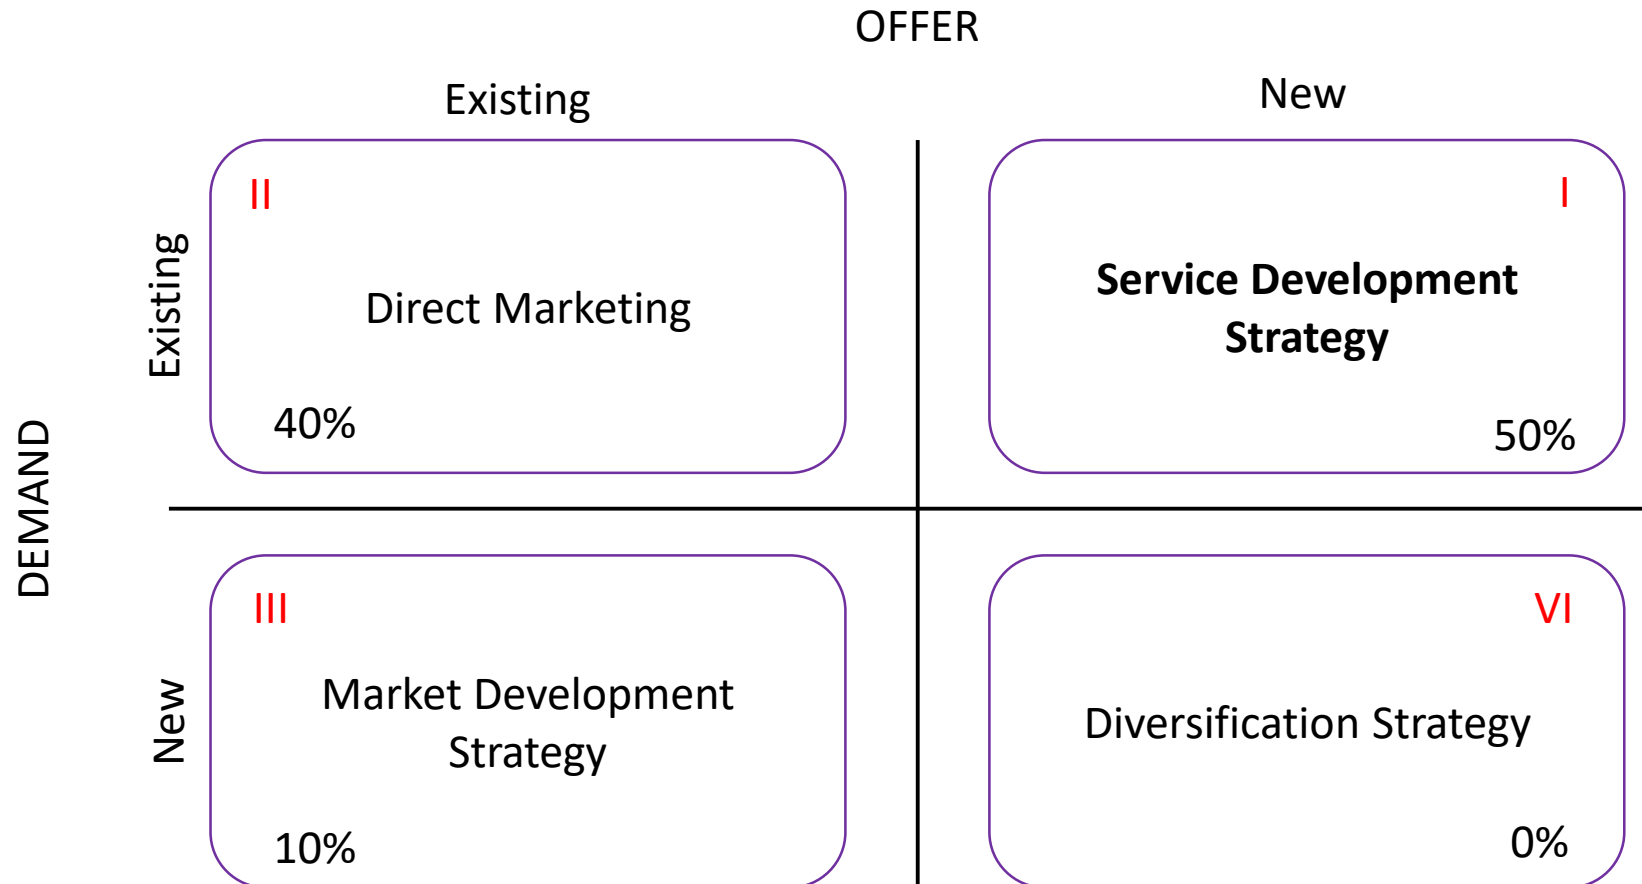 OFFER
Existing
New
DEMAND
Existing
II
Direct Marketing
40%
I
Service Development
Strategy
50%
New
III
Market Development
Strategy
10%
VI
Diversification Strategy
0%